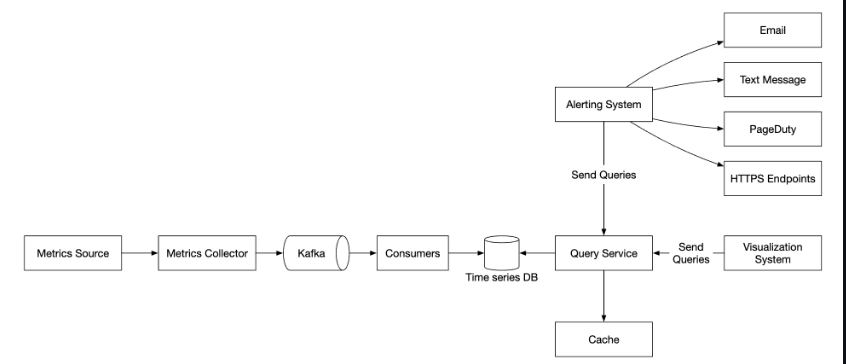 Email
Text Message
Alerting System
PageDuty
HTTPS Endpoints
Send Queries
Metrics Source
Metrics Collector
Kafka
Consumers
Time series DB
Query Service
Send
Queries
Visualization
System
Cache